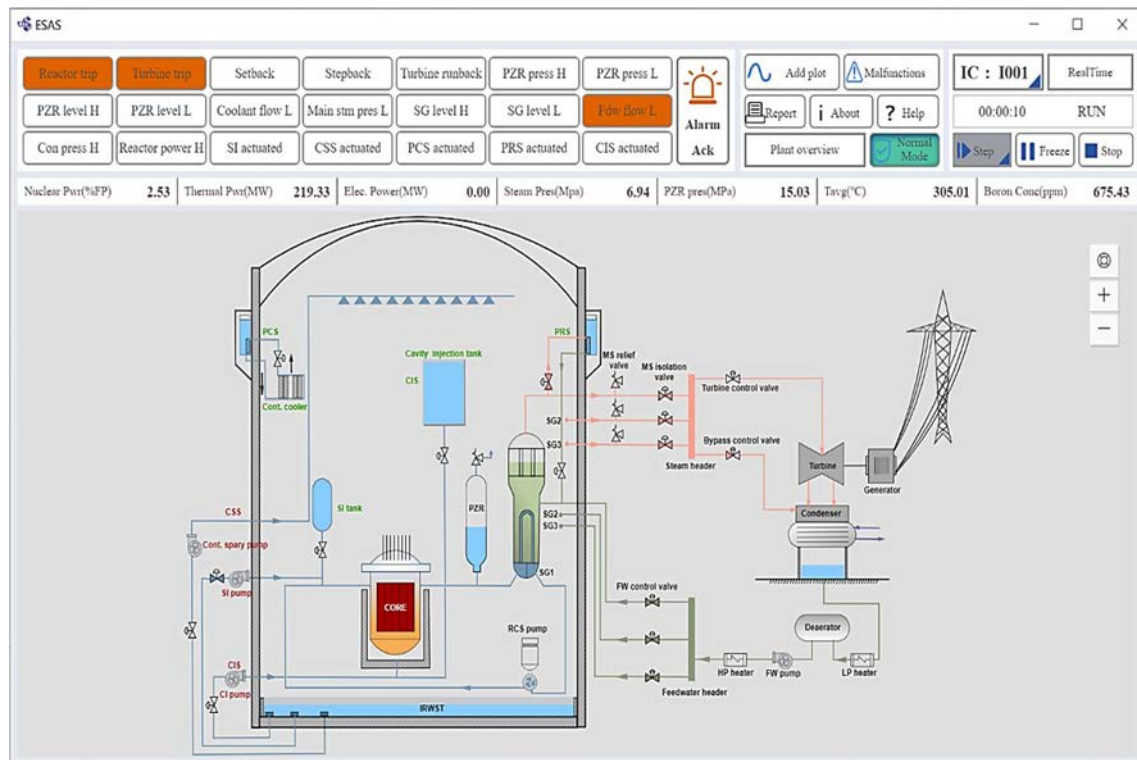 ESAS
Reactor trip Turbine trip Setback Stepback Turbine runback PZR press H PZR press L
PZR level H PZR level L Coolant flow L Main stm pres L SG level H SG level L Fdw flow L
Con press H Reactor power H SI actuated CSS actuated PCS actuated PRS actuated CIS actuated
Alarm
Ack
Add plot Malfunctions
Report About Help
Plant overview Normal
Mode
IC : I001 RealTime
00:00:10 RUN
Step Freeze Stop
Nuclear Pwr(%FP) 2.53 Thermal Pwr(MW) 219.33 Elec. Power(MW) 0.00 Steam Pres(Mpa) 6.94 PZR pres(MPa) 15.03 Tavg(℃) 305.01 Boron Conc(ppm) 675.43
PCS
Cont. cooler
Cavity injection tank
CIS
PRS
MS relief
valve
MS isolation
valve
Turbine control valve
SG2
SG3
Bypass control valve
Steam header
Turbine
Generator
Condenser
CSS
SI tank
PZR
SG2
SG3
Cont. spary pump
SG1
SI pump
CORE
FW control valve
RCS pump
Deaerator
CIS
CI pump
HP heater
FW pump
LP heater
Feedwater header
IRWST